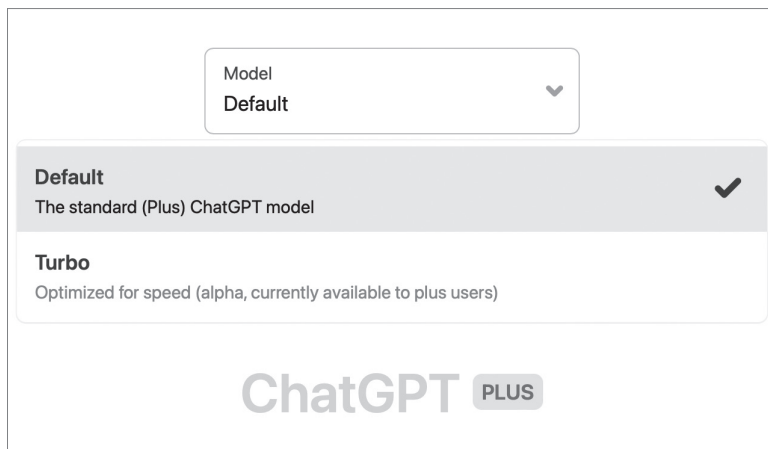 Model
Default
Default
The standard (Plus) ChatGPT model
Turbo
Optimized for speed (alpha, currently available to plus users)
ChatGPT PLUS